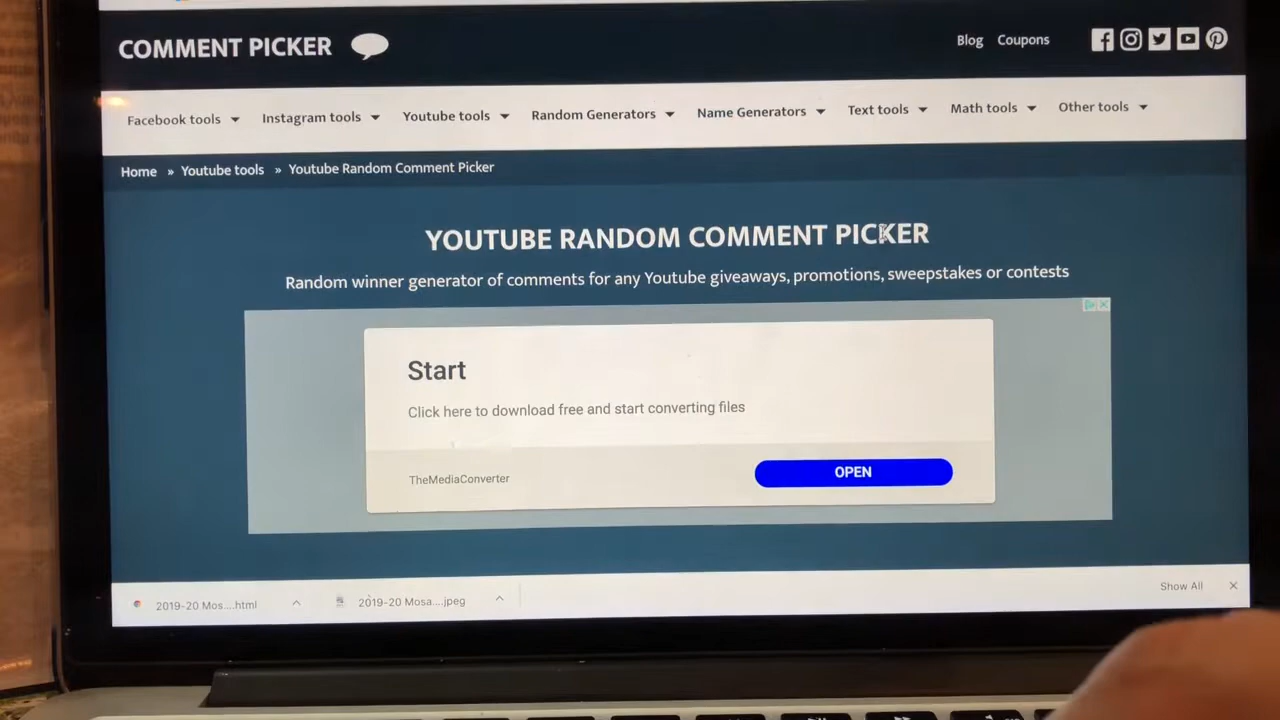 COMMENT PICKER
Blog Coupons
Facebook tools Instagram tools Youtube tools Random Generators Name Generators Text tools Math tools Other tools
Home » Youtube tools » Youtube Random Comment Picker
YOUTUBE RANDOM COMMENT PICKER
Random winner generator of comments for any Youtube giveaways, promotions, sweepstakes or contests
Start
Click here to download free and start converting files
TheMediaConverter
OPEN
2019-20 Mos....html
2019-20 Mosa....jpeg
Show All